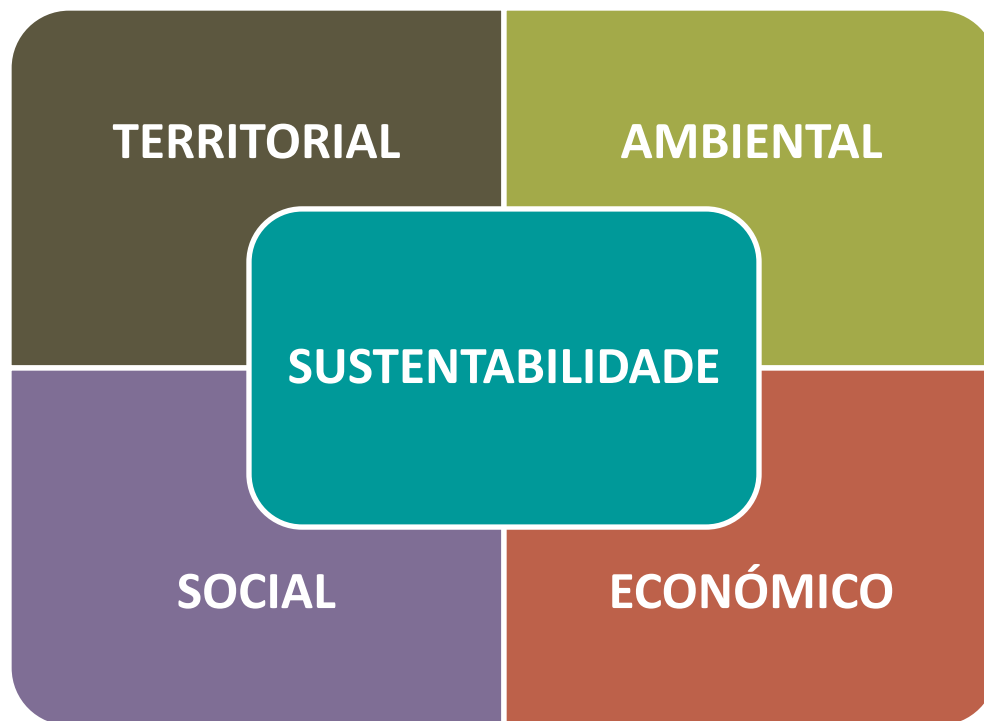 TERRITORIAL
AMBIENTAL
SUSTENTABILIDADE
SOCIAL
ECONÓMICO